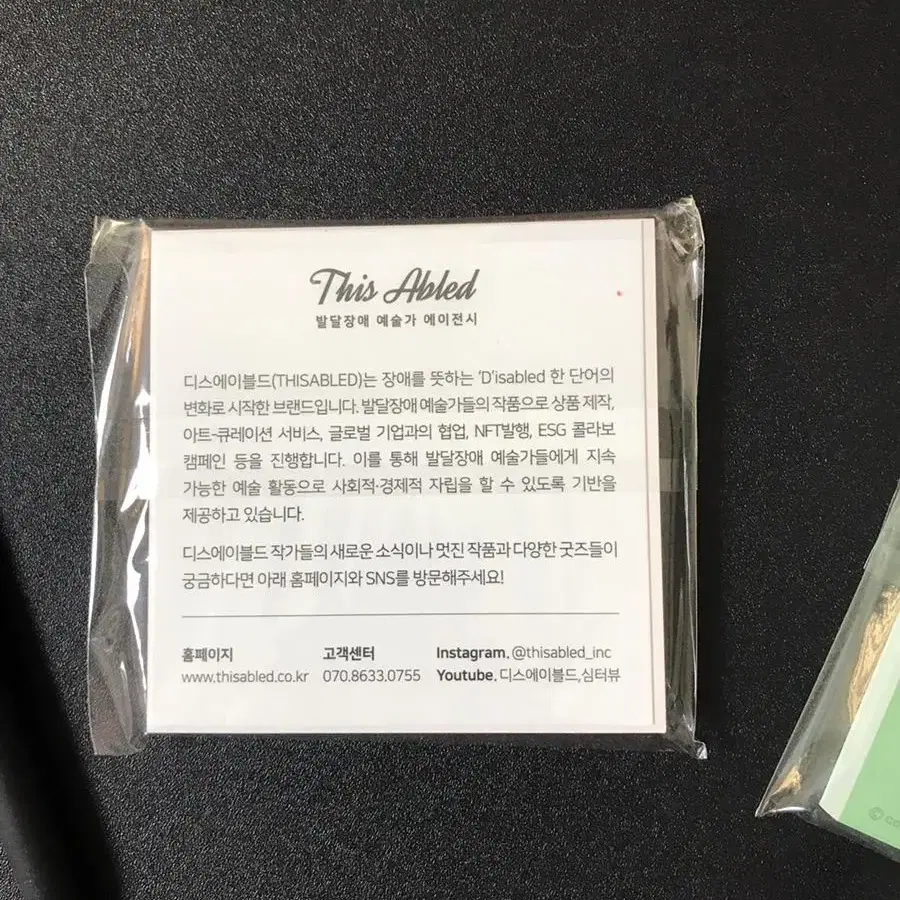 This Abled
발달장애 예술가 에이전시
디스에이블드(THISABLED)는 장애를 뜻하는 'D'isabled 한 단어의
변화로 시작한 브랜드입니다. 발달장애 예술가들의 작품으로 상품 제작,
아트-큐레이션 서비스, 글로벌 기업과의 협업, NFT발행, ESG 콜라보
캠페인 등을 진행합니다. 이를 통해 발달장애 예술가들에게 지속
가능한 예술 활동으로 사회적·경제적 자립을 할 수 있도록 기반을
제공하고 있습니다.
디스에이블드 작가들의 새로운 소식이나 멋진 작품과 다양한 굿즈들이
궁금하다면 아래 홈페이지와 SNS를 방문해주세요!
홈페이지 고객센터 Instagram. @thisabled_inc
www.thisabled.co.kr 070.8633.0755 Youtube. 디스에이블드,심터뷰